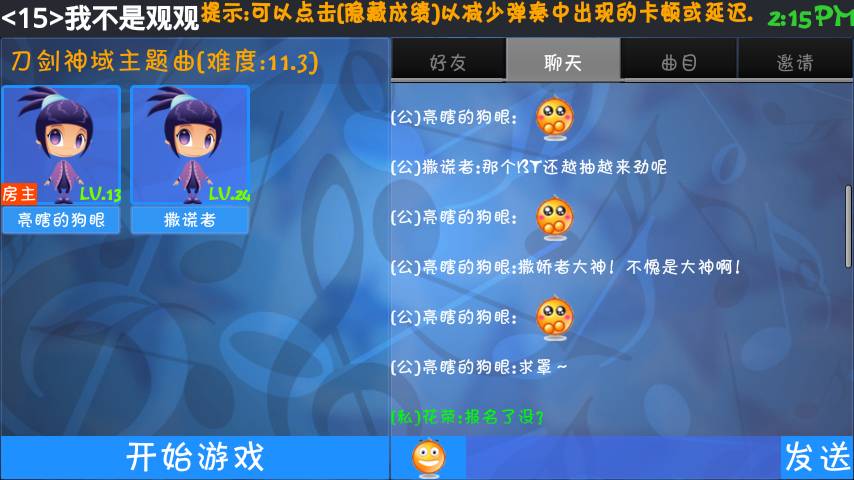 <15>我不是观观
提示:可以点击(隐藏成绩)以减少弹奏中出现的卡顿或延迟.
2:15PM
刀剑神域主题曲(难度:11.3)
好友
聊天
曲目
邀请
房主
LV.13
亮瞎的狗眼
LV.24
撒谎者
(公)亮瞎的狗眼:
(公)撒谎者:那个BT还越抽越来劲呢
(公)亮瞎的狗眼:
(公)亮瞎的狗眼:撒娇者大神！不愧是大神啊！
(公)亮瞎的狗眼:
(公)亮瞎的狗眼:求罩~
(私)花荣:报名了没?
开始游戏
发送